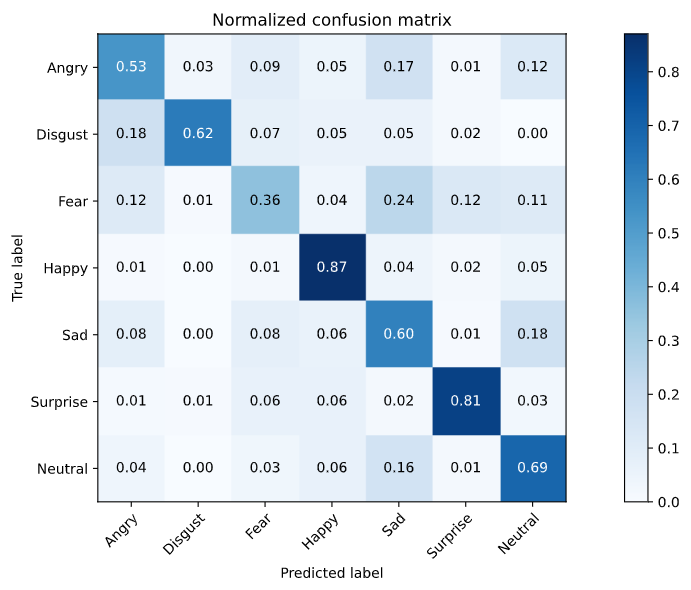 Normalized confusion matrix
True label
Angry 0.53 0.03 0.09 0.05 0.17 0.01 0.12
Disgust 0.18 0.62 0.07 0.05 0.05 0.02 0.00
Fear 0.12 0.01 0.36 0.04 0.24 0.12 0.11
Happy 0.01 0.00 0.01 0.87 0.04 0.02 0.05
Sad 0.08 0.00 0.08 0.06 0.60 0.01 0.18
Surprise 0.01 0.01 0.06 0.06 0.02 0.81 0.03
Neutral 0.04 0.00 0.03 0.06 0.16 0.01 0.69
Angry Disgust Fear Happy Sad Surprise Neutral
Predicted label
0.8
0.7
0.6
0.5
0.4
0.3
0.2
0.1
0.0